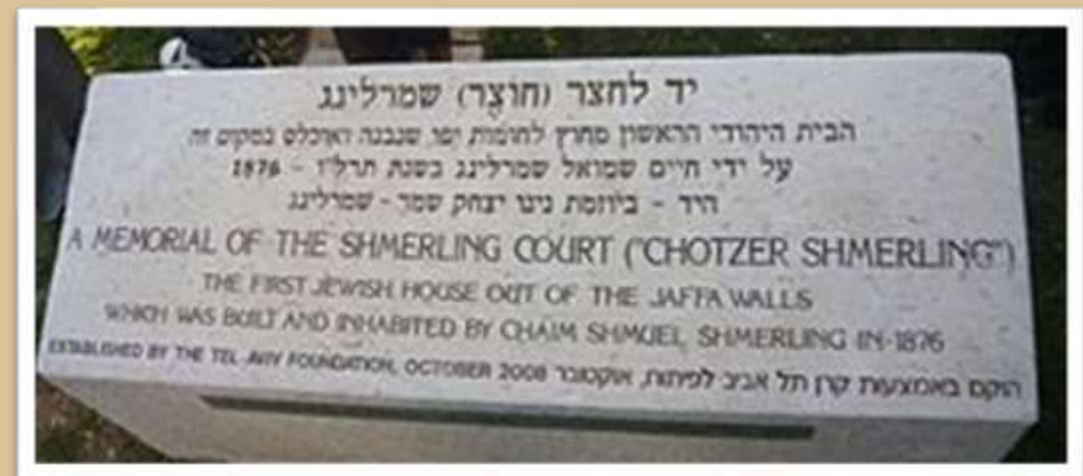 יד לחצר (חוצֶר) שמרלינג
הבית היהודי הראשון מחוץ לחומות יפו שנבנה ואוכלס במקום זה
על ידי חיים שמואל שמרלינג בשנת תרל"ו - 1876
היד - ביוזמת נינו יצחק שמר - שמרלינג
A MEMORIAL OF THE SHMERLING COURT ("CHOTZER SHMERLING")
THE FIRST JEWISH HOUSE OUT OF THE JAFFA WALLS
WHICH WAS BUILT AND INHABITED BY CHAIM SHMUEL SHMERLING IN-1876
ESTABLISHED BY THE TEL-AVIV FOUNDATION, OCTOBER 2008 הוקם באמצעות קרן תל אביב לפיתוח, אוקטובר